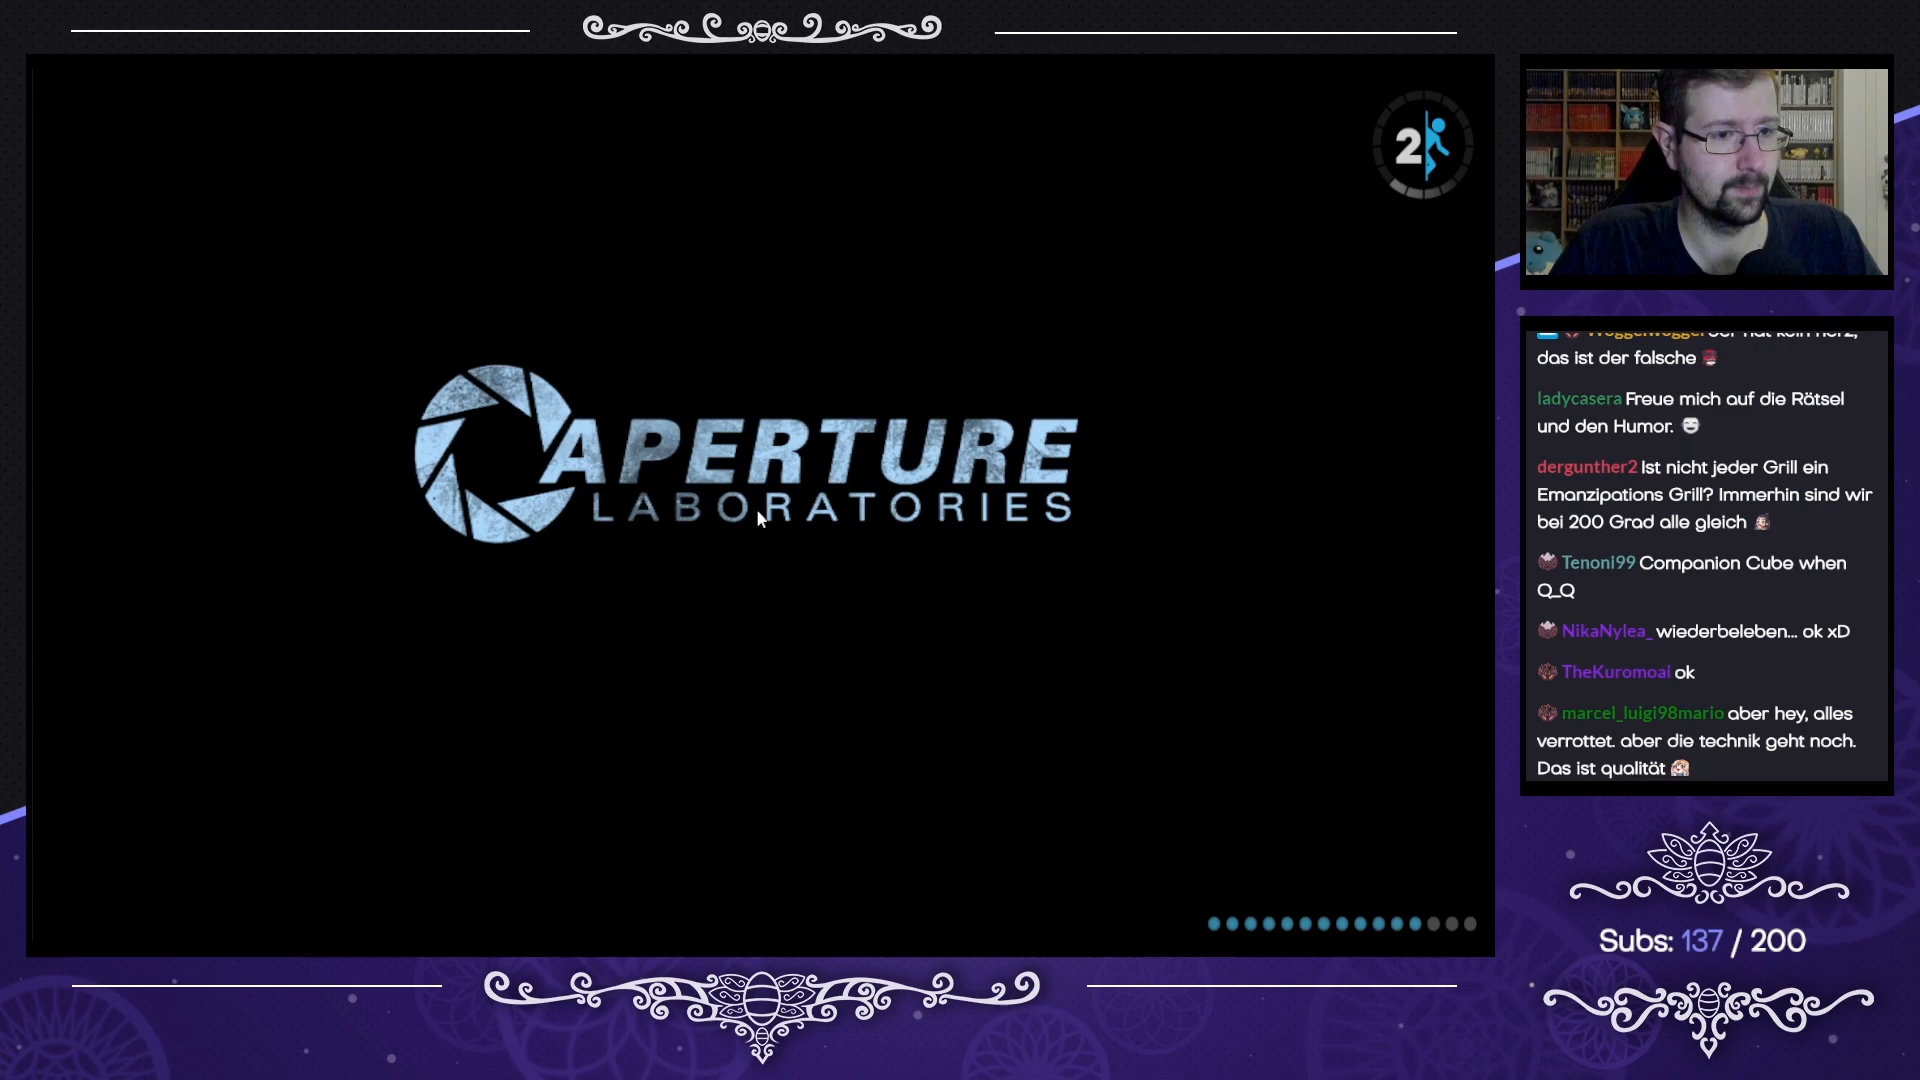 2
APERTURE
LABORATORIES
das ist der falsche
ladycasera Freue mich auf die Rätsel
und den Humor.
dergunther2 Ist nicht jeder Grill ein
Emanzipations Grill? Immerhin sind wir
bei 200 Grad alle gleich
Tenoni99 Companion Cube when
Q_Q
NikaNylea_ wiederbeleben... ok xD
TheKuromoai ok
marcel_luigi98mario aber hey, alles
verrottet. aber die technik geht noch.
Das ist qualität
Subs: 137 / 200